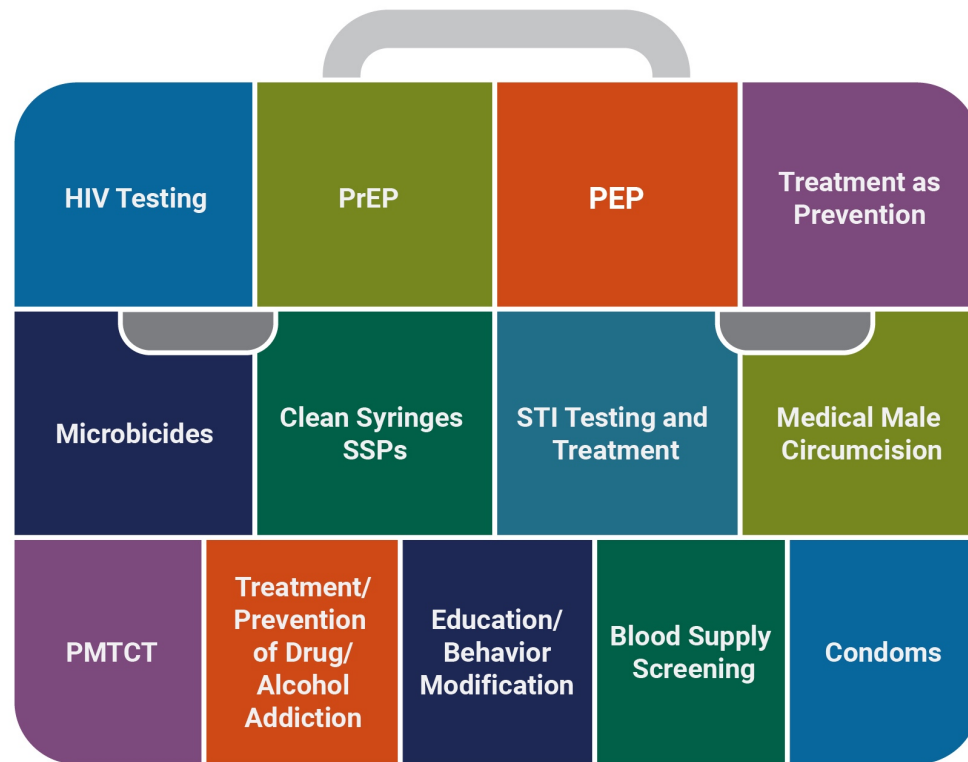 HIV Testing
PrEP
PEP
Treatment as
Prevention
Microbicides
Clean Syringes
SSPs
STI Testing and
Treatment
Medical Male
Circumcision
PMTCT
Treatment/
Prevention
of Drug/
Alcohol
Addiction
Education/
Behavior
Modification
Blood Supply
Screening
Condoms